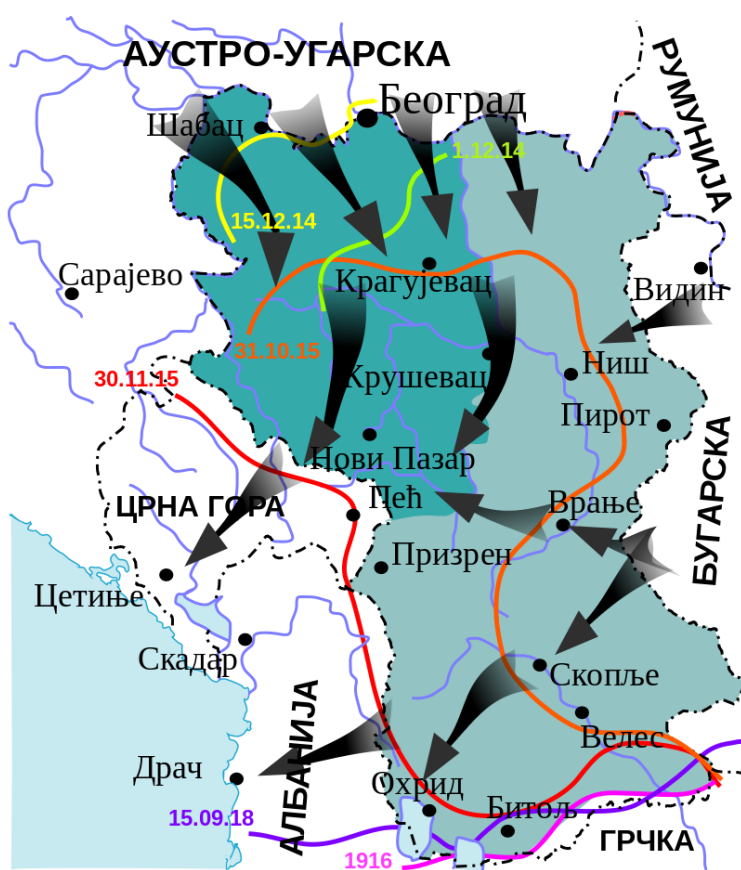 АУСТРО-УГАРСКА
РУМУНИЈА
Београд
Шабац
1.12.14
15.12.14
Сарајево
Крагујевац
Видин
31.10.15
30.11.15
Крушевац
Ниш
Пирот
Нови Пазар
Пећ
ЦРНА ГОРА
Врање
БУГАРСКА
Призрен
Цетиње
Скадар
Скопље
АЛБАНИЈА
Велес
Драч
Охрид
15.09.18
Битољ
ГРЧКА
1916